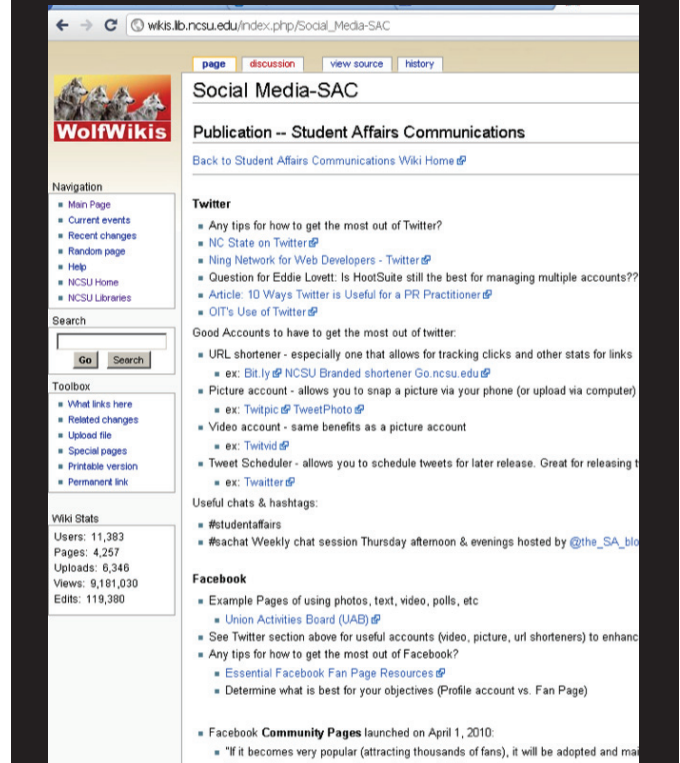 wikis.lib.ncsu.edu/index.php/Social_Media-SAC
page discussion view source history
WolfWikis
Social Media-SAC
Publication -- Student Affairs Communications
Back to Student Affairs Communications Wiki Home
Navigation
Main Page
Current events
Recent changes
Random page
Help
NCSU Home
NCSU Libraries
Search
Go Search
Toolbox
What links here
Related changes
Upload file
Special pages
Printable version
Permanent link
Wiki Stats
Users: 11,383
Pages: 4,257
Uploads: 6,346
Views: 9,181,030
Edits: 119,380
Twitter
Any tips for how to get the most out of Twitter?
NC State on Twitter
Ning Network for Web Developers - Twitter
Question for Eddie Lovett: Is HootSuite still the best for managing multiple accounts??
Article: 10 Ways Twitter is Useful for a PR Practitioner
OIT's Use of Twitter
Good Accounts to have to get the most out of twitter:
URL shortener - especially one that allows for tracking clicks and other stats for links
ex: Bit.ly NCSU Branded shortener Go.ncsu.edu
Picture account - allows you to snap a picture via your phone (or upload via computer)
ex: Twitpic TweetPhoto
Video account - same benefits as a picture account
ex: Twitvid
Tweet Scheduler - allows you to schedule tweets for later release. Great for releasing t
ex: Twaitter
Useful chats & hashtags:
#studentaffairs
#sachat Weekly chat session Thursday afternoon & evenings hosted by @the_SA_blo
Facebook
Example Pages of using photos, text, video, polls, etc
Union Activities Board (UAB)
See Twitter section above for useful accounts (video, picture, url shorteners) to enhanc
Any tips for how to get the most out of Facebook?
Essential Facebook Fan Page Resources
Determine what is best for your objectives (Profile account vs. Fan Page)
Facebook Community Pages launched on April 1, 2010:
"If it becomes very popular (attracting thousands of fans), it will be adopted and mai